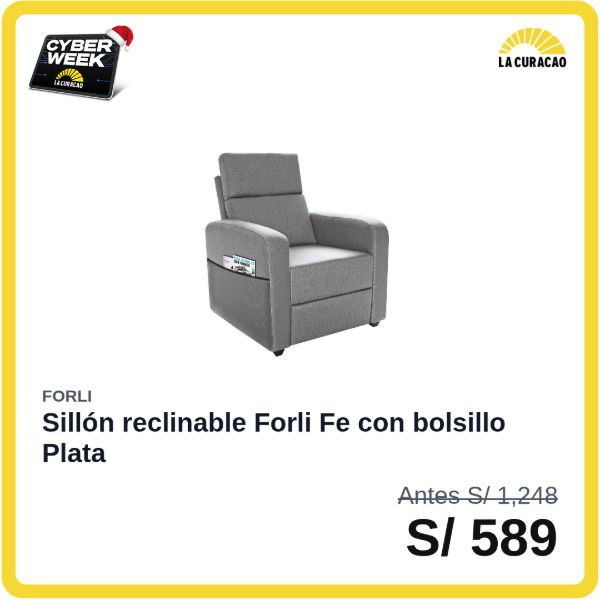 CYBER
WEEK
LA CURACAO
LA CURACAO
FORLI
Sillón reclinable Forli Fe con bolsillo
Plata
Antes S/ 1,248
S/ 589